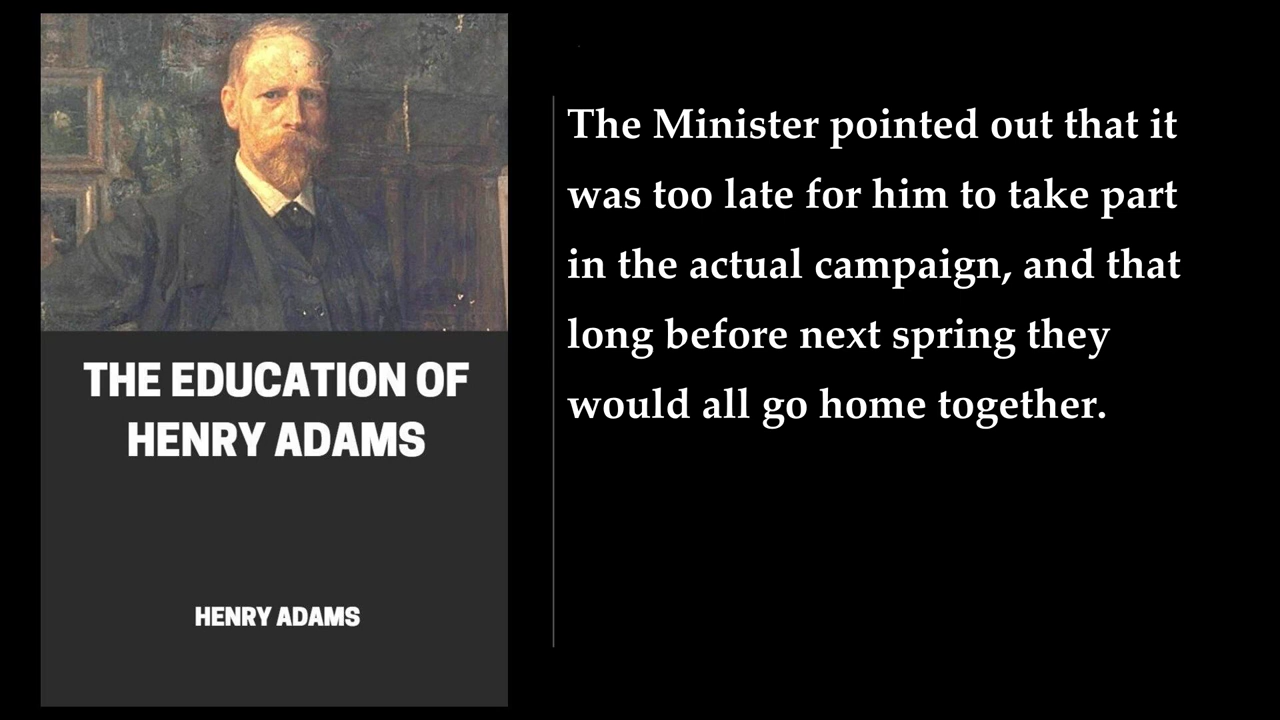 THE EDUCATION OF
HENRY ADAMS
HENRY ADAMS
The Minister pointed out that it
was too late for him to take part
in the actual campaign, and that
long before next spring they
would all go home together.